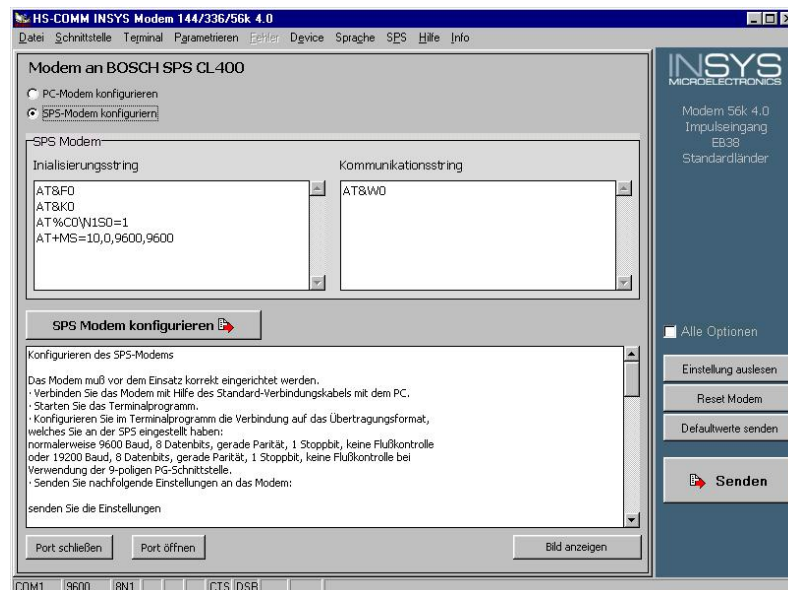 HS-COMM INSYS Modem 144/336/56k 4.0
Datei Schnittstelle Terminal Parametrieren Fehler Device Sprache SPS Hilfe Info
Modem an BOSCH SPS CL400
PC-Modem konfigurieren
SPS-Modem konfiguriern
SPS Modem
Inialisierungsstring
Kommunikationsstring
AT&F0
AT&K0
AT%C0\N1S0=1
AT+MS=10,0,9600,9600
AT&W0
SPS Modem konfigurieren
Konfigurieren des SPS-Modems
Das Modem muß vor dem Einsatz korrekt eingerichtet werden.
· Verbinden Sie das Modem mit Hilfe des Standard-Verbindungskabels mit dem PC.
· Starten Sie das Terminalprogramm.
· Konfigurieren Sie im Terminalprogramm die Verbindung auf das Übertragungsformat,
welches Sie an der SPS eingestellt haben:
normalerweise 9600 Baud, 8 Datenbits, gerade Parität, 1 Stoppbit, keine Flußkontrolle
oder 19200 Baud, 8 Datenbits, gerade Parität, 1 Stoppbit, keine Flußkontrolle bei
Verwendung der 9-poligen PG-Schnittstelle.
· Senden Sie nachfolgende Einstellungen an das Modem:
senden Sie die Einstellungen
Port schließen
Port öffnen
Bild anzeigen
INSYS
MICROELECTRONICS
Modem 56k 4.0
Impulseingang
EB38
Standardländer
Alle Optionen
Einstellung auslesen
Reset Modem
Defaultwerte senden
Senden
COM1 9600 8N1 CTS DSR